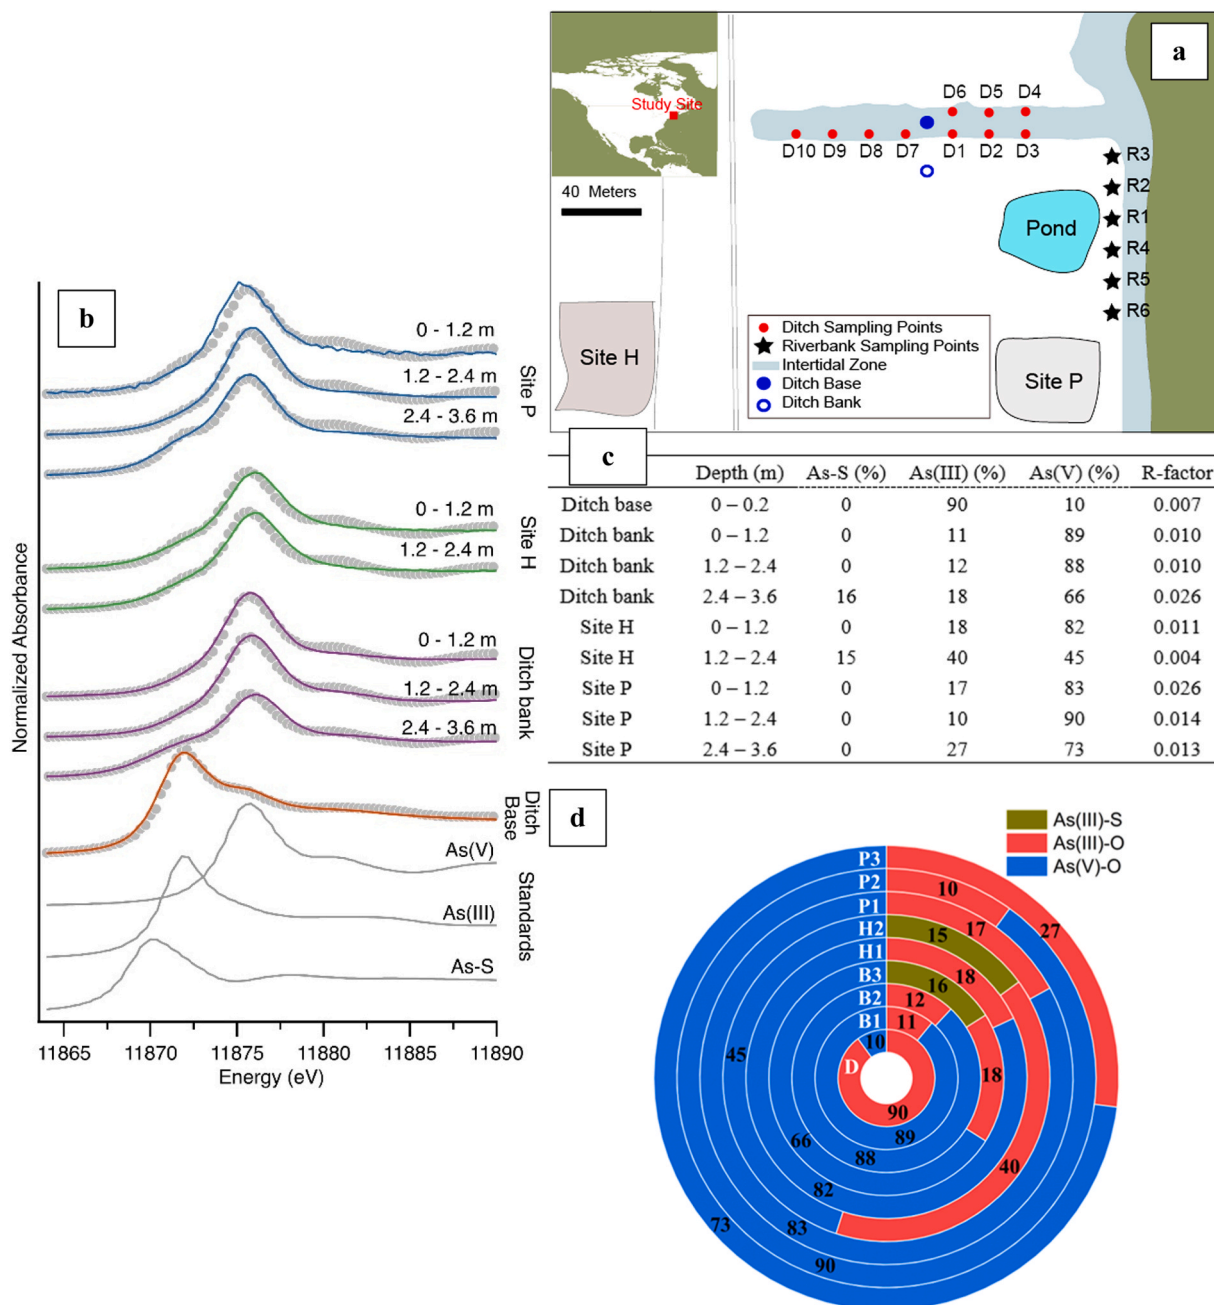 a
Study Site
40 Meters
D6 D5 D4
D10 D9 D8 D7 D1 D2 D3
R3
R2
R1
R4
R5
R6
Pond
Site H
Site P
Ditch Sampling Points
Riverbank Sampling Points
Intertidal Zone
Ditch Base
Ditch Bank
b
Normalized Absorbance
0 - 1.2 m
1.2 - 2.4 m
2.4 - 3.6 m
Site P
0 - 1.2 m
1.2 - 2.4 m
Site H
0 - 1.2 m
1.2 - 2.4 m
2.4 - 3.6 m
Ditch bank
Ditch
Base
As(V)
As(III)
As-S
Standards
11865 11870 11875 11880 11885 11890
Energy (eV)
c
Depth (m) As-S (%) As(III) (%) As(V) (%) R-factor
Ditch base 0 – 0.2 0 90 10 0.007
Ditch bank 0 – 1.2 0 11 89 0.010
Ditch bank 1.2 – 2.4 0 12 88 0.010
Ditch bank 2.4 – 3.6 16 18 66 0.026
Site H 0 – 1.2 0 18 82 0.011
Site H 1.2 – 2.4 15 40 45 0.004
Site P 0 – 1.2 0 17 83 0.026
Site P 1.2 – 2.4 0 10 90 0.014
Site P 2.4 – 3.6 0 27 73 0.013
d
As(III)-S
As(III)-O
As(V)-O
P3
P2 10
P1 17 27
H2 15
H1 18
B3 16
B2 12
B1 11
10
D
45
18
90
89
66
88
40
82
73
83
90